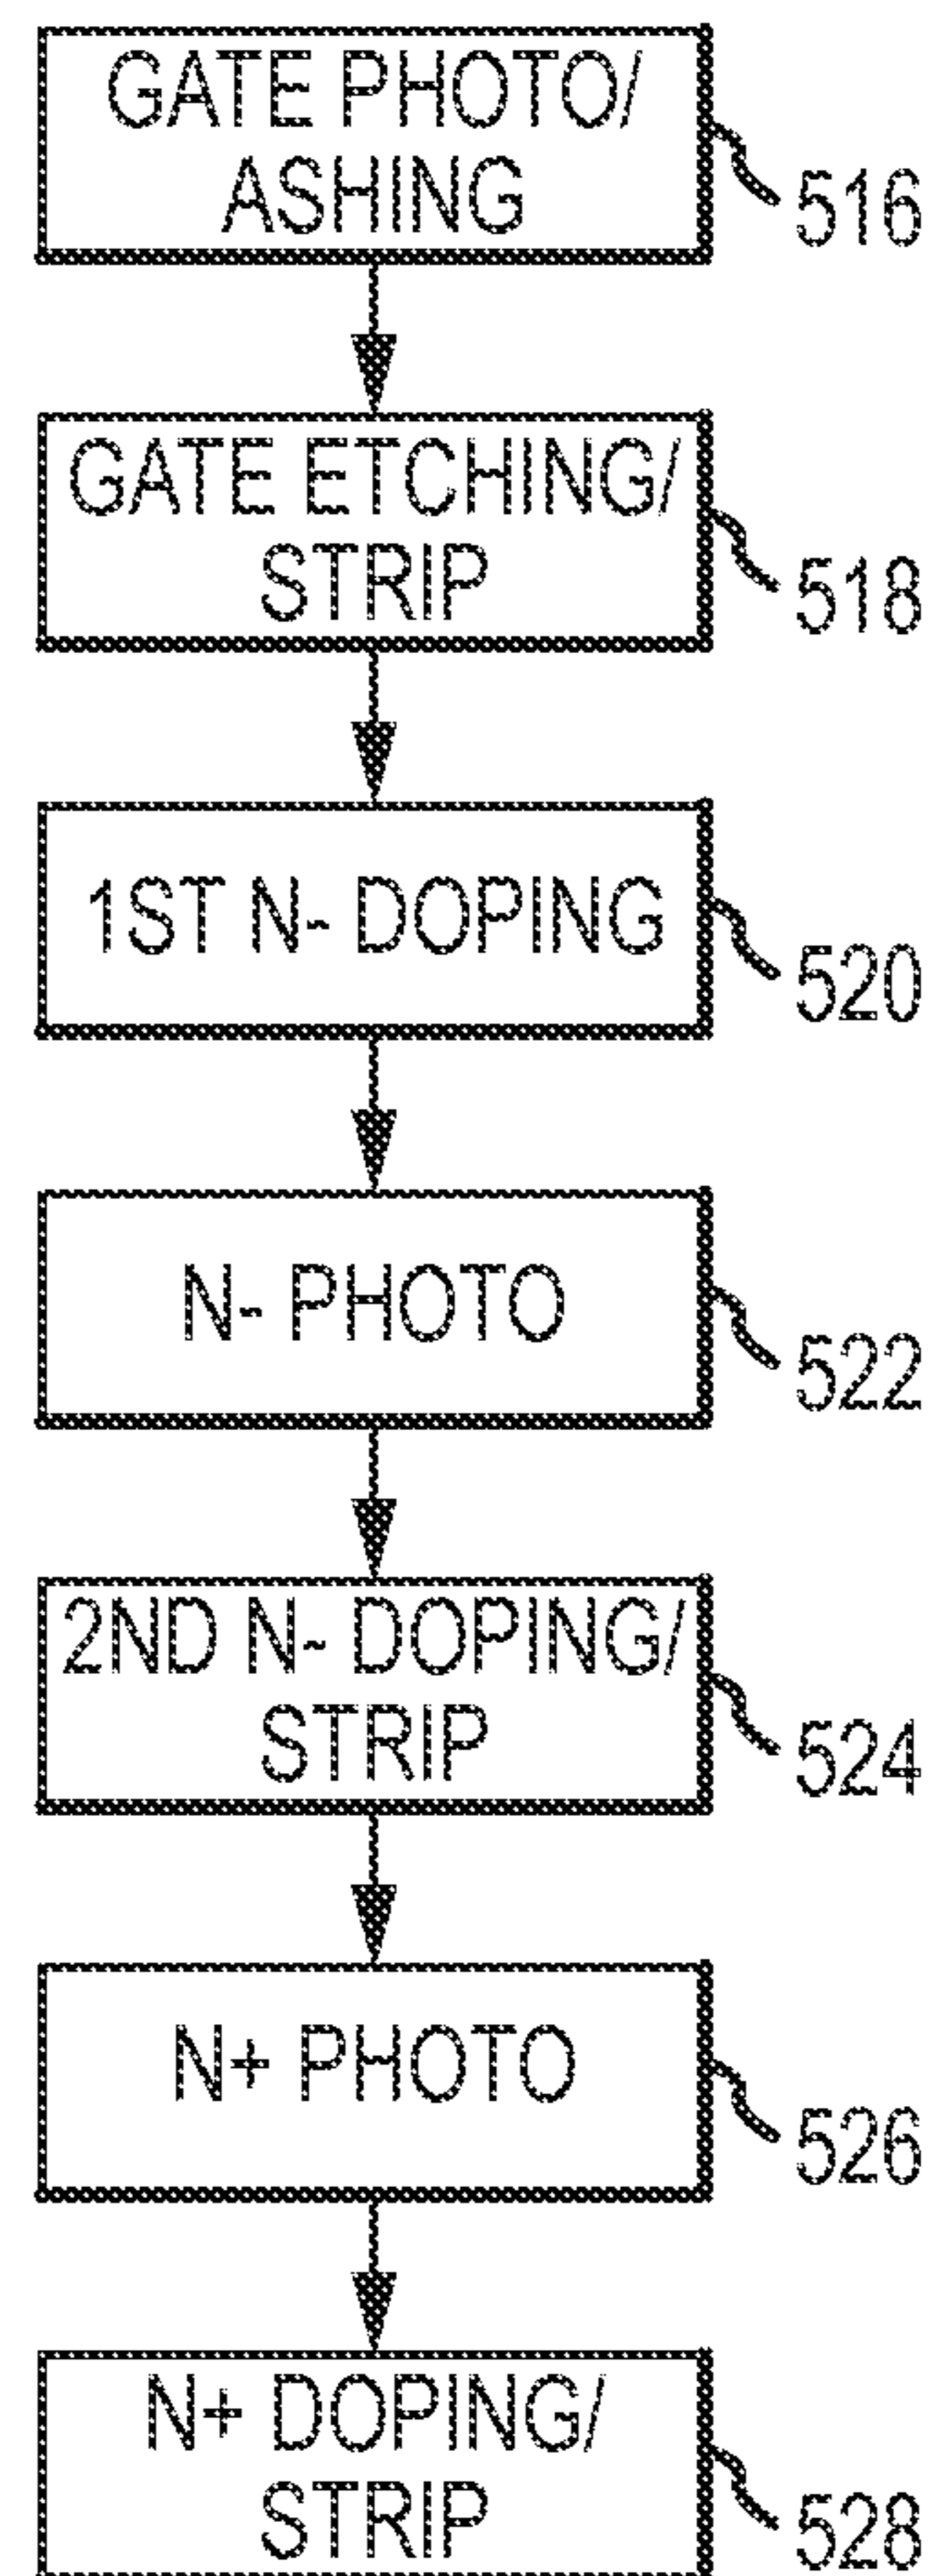 GATE PHOTO/
ASHING
516
GATE ETCHING/
STRIP
518
1ST N- DOPING
520
N- PHOTO
522
2ND N- DOPING/
STRIP
524
N+ PHOTO
526
N+ DOPING/
STRIP
528